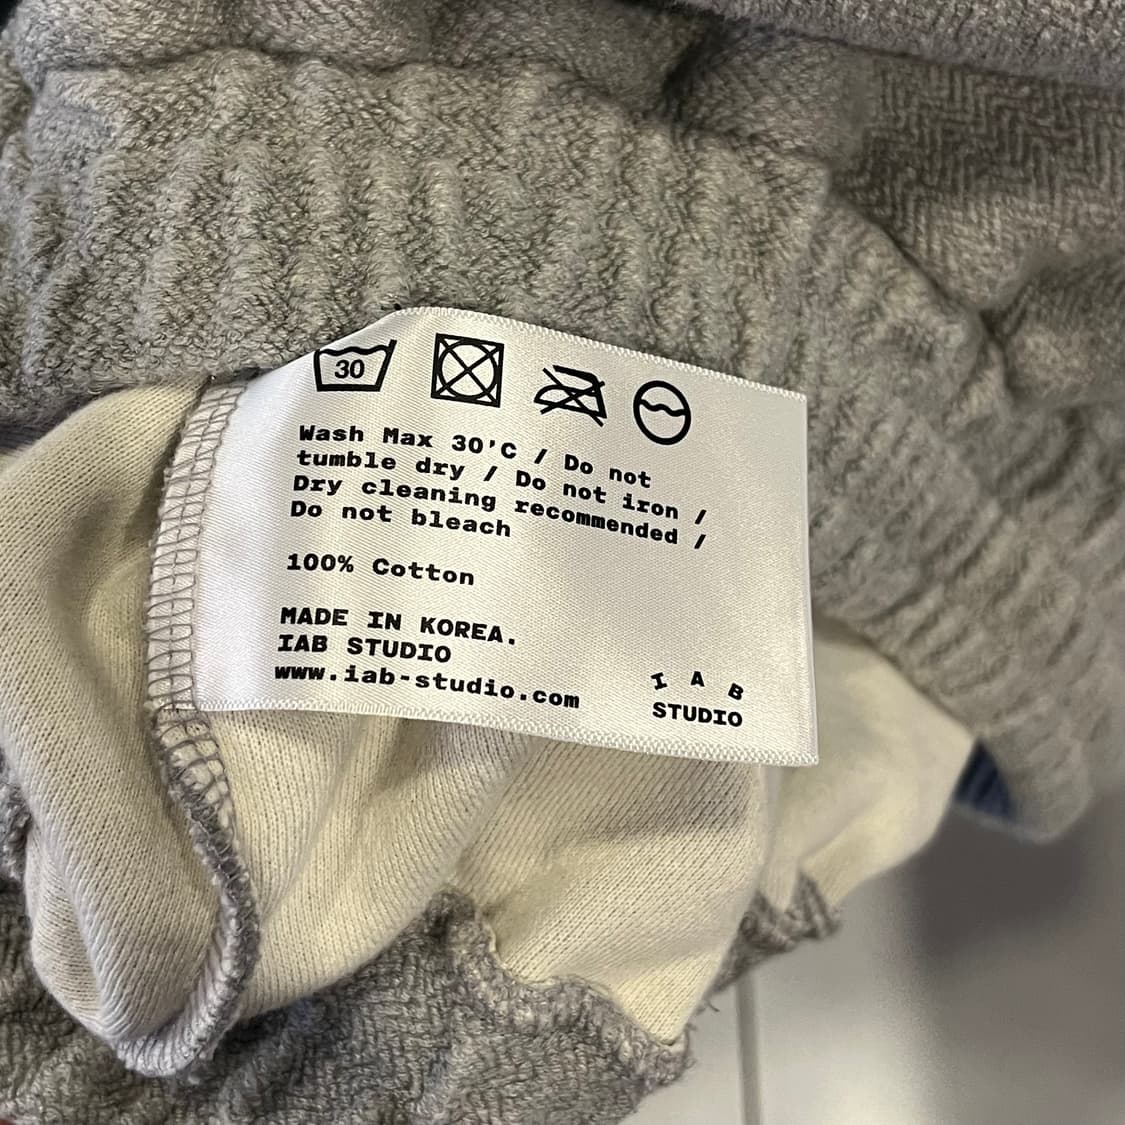 30
Wash Max 30'C / Do not
tumble dry / Do not iron /
Dry cleaning recommended /
Do not bleach
100% Cotton
MADE IN KOREA.
IAB STUDIO
www.iab-studio.com
I A B
STUDIO